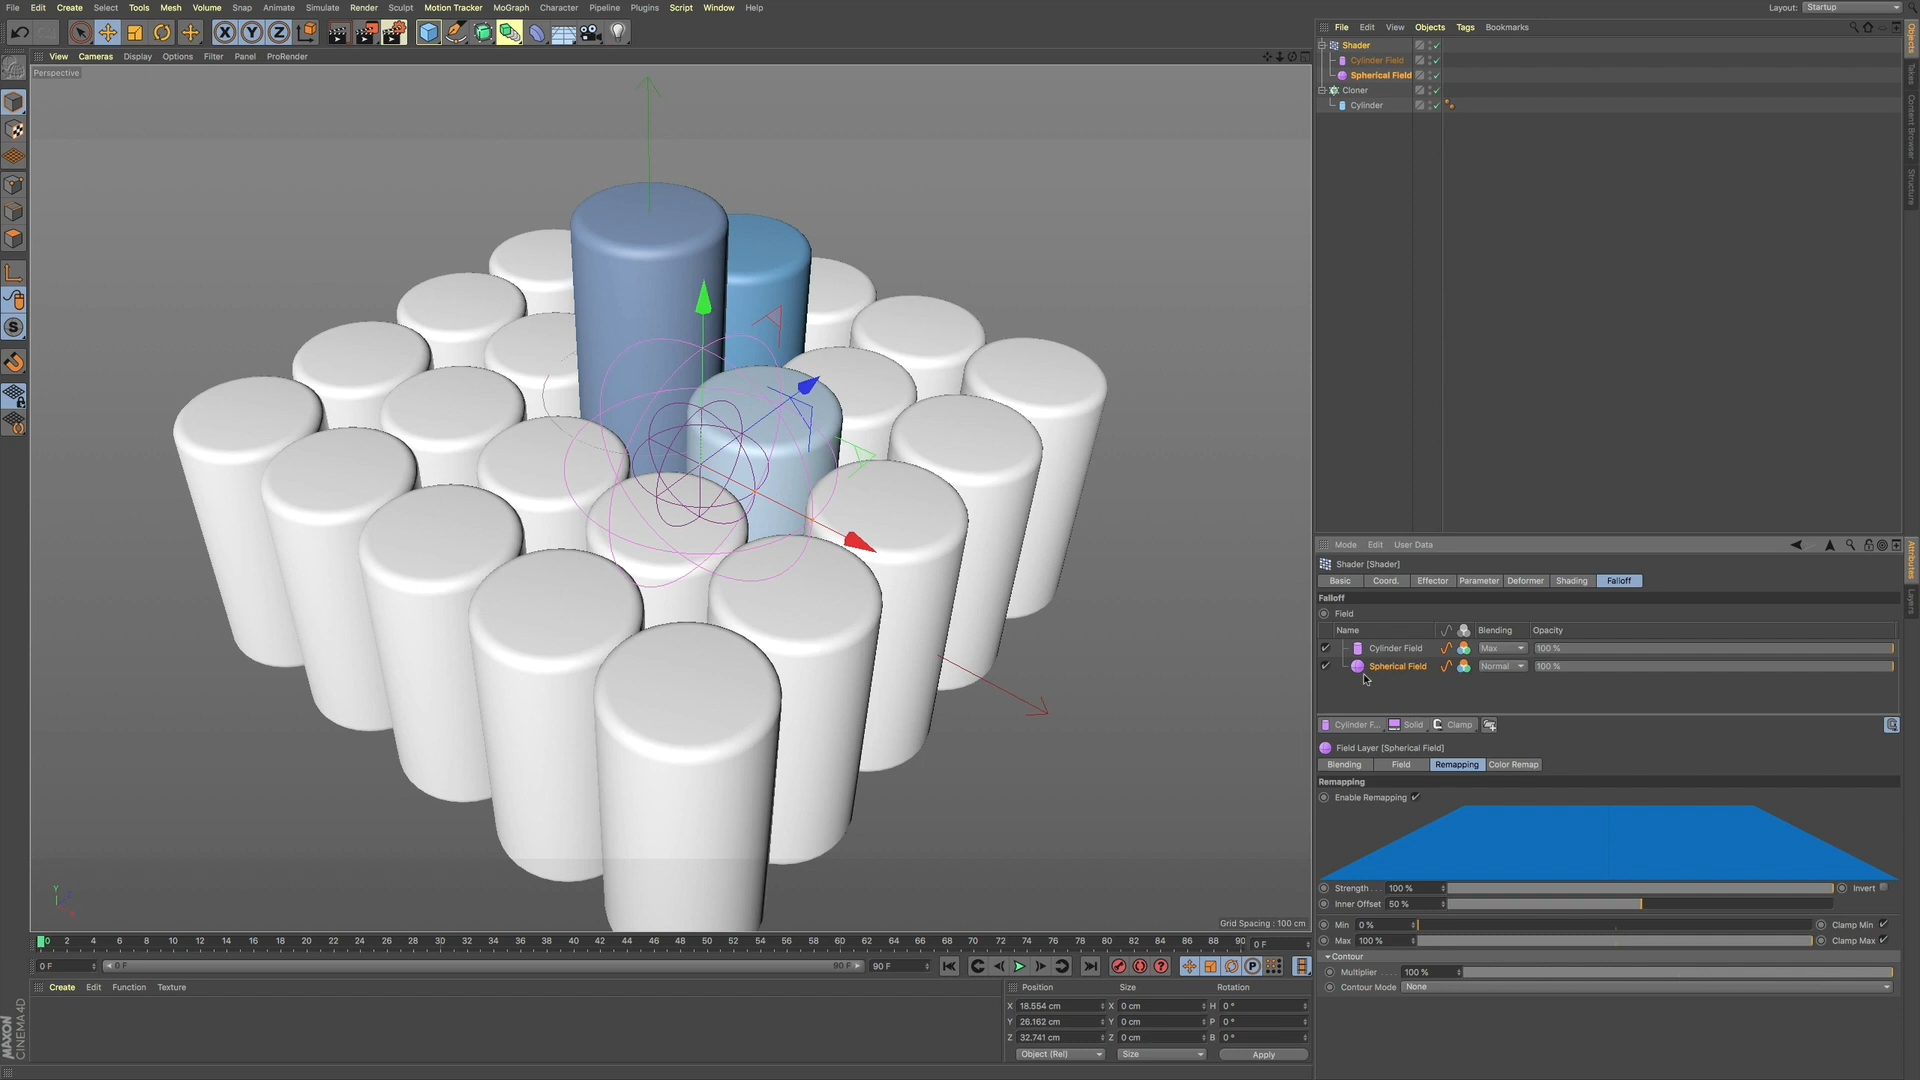 File Edit Create Select Tools Mesh Volume Snap Animate Simulate Render Sculpt Motion Tracker MoGraph Character Pipeline Plugins Script Window Help
Layout: Startup
File Edit View Objects Tags Bookmarks
View Cameras Display Options Filter Panel ProRender
Perspective
Shader
Cylinder Field
Spherical Field
Cloner
Cylinder
Objects
Takes
Content Browser
Structure
Mode Edit User Data
Shader [Shader]
Basic Coord. Effector Parameter Deformer Shading Falloff
Falloff
Field
Name Blending Opacity
Cylinder Field Max 100 %
Spherical Field Normal 100 %
Cylinder F... Solid Clamp
Field Layer [Spherical Field]
Blending Field Remapping Color Remap
Remapping
Enable Remapping
Strength . . . 100 % Invert
Inner Offset 50 %
Min 0 % Clamp Min
Max 100 % Clamp Max
Contour
Multiplier . . . . 100 %
Contour Mode None
Attributes
Layers
Grid Spacing : 100 cm
0 2 4 6 8 10 12 14 16 18 20 22 24 26 28 30 32 34 36 38 40 42 44 46 48 50 52 54 56 58 60 62 64 66 68 70 72 74 76 78 80 82 84 86 88 90 0 F
0 F 0 F 90 F 90 F
Create Edit Function Texture
Position Size Rotation
X 18.554 cm X 0 cm H 0 °
Y 26.162 cm Y 0 cm P 0 °
Z 32.741 cm Z 0 cm B 0 °
Object (Rel) Size Apply
MAXON
CINEMA 4D